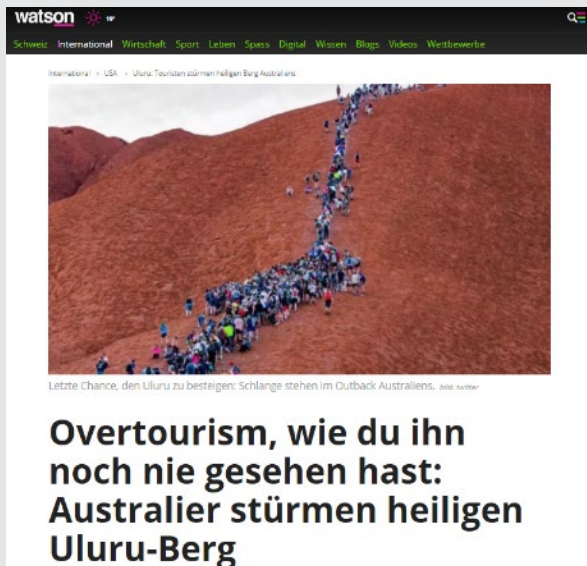 watson 19°
Schweiz International Wirtschaft Sport Leben Spass Digital Wissen Blogs Videos Wettbewerbe
International › USA › Uluru: Touristen stürmen heiligen Berg Australiens
Letzte Chance, den Uluru zu besteigen: Schlange stehen im Outback Australiens.
Overtourism, wie du ihn
noch nie gesehen hast:
Australier stürmen heiligen
Uluru-Berg